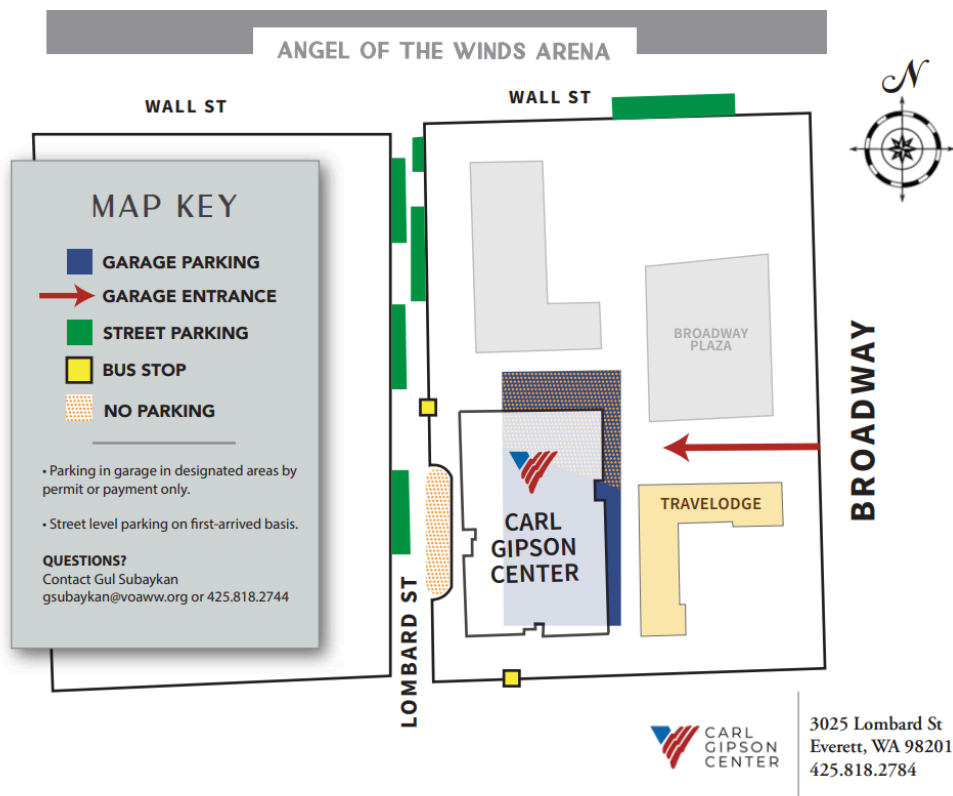 ANGEL OF THE WINDS ARENA
WALL ST
WALL ST
N
MAP KEY
GARAGE PARKING
GARAGE ENTRANCE
STREET PARKING
BUS STOP
NO PARKING
• Parking in garage in designated areas by
permit or payment only.
• Street level parking on first-arrived basis.
QUESTIONS?
Contact Gul Subaykan
gsubaykan@voaww.org or 425.818.2744
LOMBARD ST
BROADWAY
PLAZA
BROADWAY
TRAVELODGE
CARL
GIPSON
CENTER
CARL
GIPSON
CENTER
3025 Lombard St
Everett, WA 98201
425.818.2784